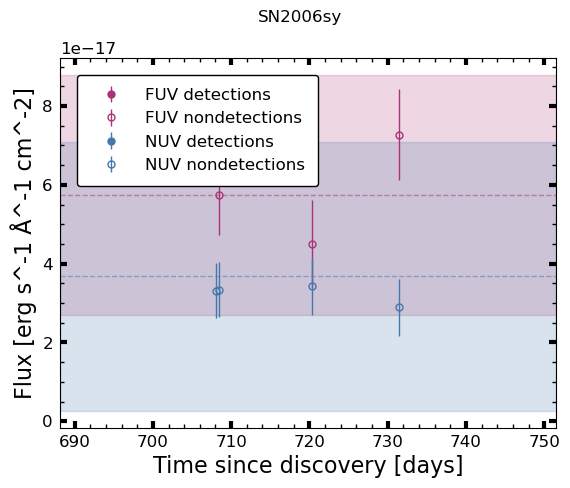 SN2006sy
1e−17
FUV detections
FUV nondetections
NUV detections
NUV nondetections
8
6
4
2
0
Flux [erg s^-1 Å^-1 cm^-2]
690 700 710 720 730 740 750
Time since discovery [days]